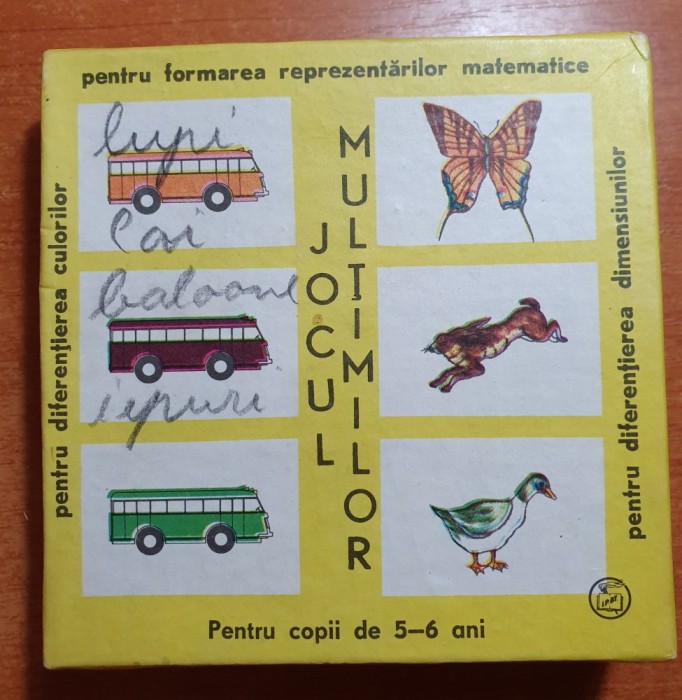 pentru formarea reprezentărilor matematice
pentru diferențierea culorilor
lupi
cai
baloane
iepuri
JOCUL
MULȚIMILOR
pentru diferențierea dimensiunilor
Pentru copii de 5–6 ani